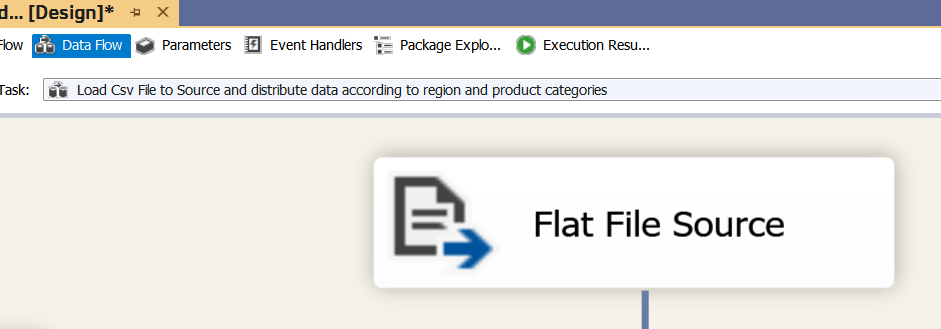 d... [Design]*
Flow Data Flow Parameters Event Handlers Package Explo... Execution Resu...
Task: Load Csv File to Source and distribute data according to region and product categories
Flat File Source